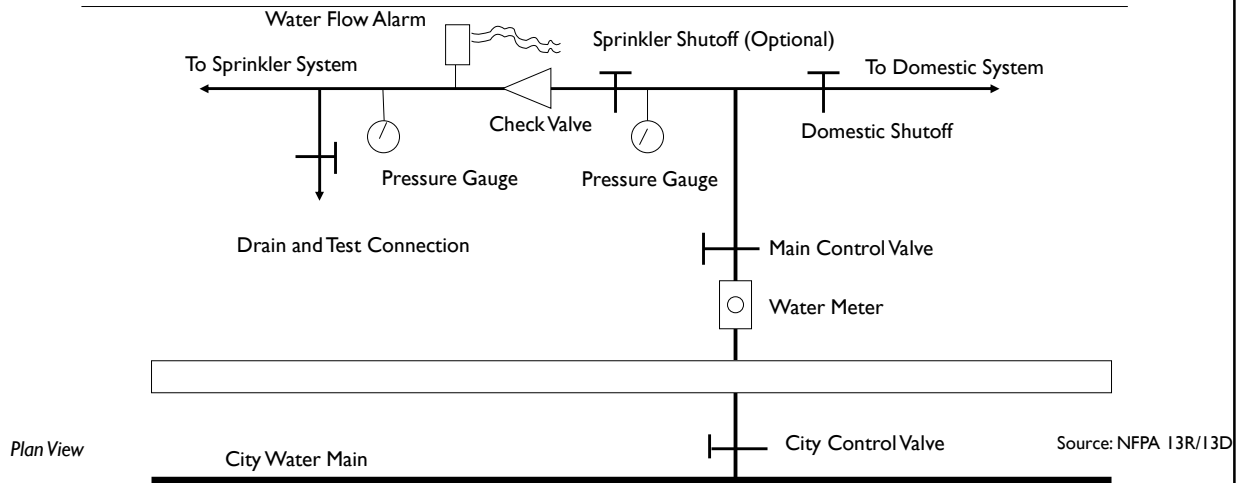 Water Flow Alarm
Sprinkler Shutoff (Optional)
To Sprinkler System
To Domestic System
Check Valve
Domestic Shutoff
Pressure Gauge
Pressure Gauge
Drain and Test Connection
Main Control Valve
Water Meter
Plan View
City Control Valve
Source: NFPA 13R/13D
City Water Main